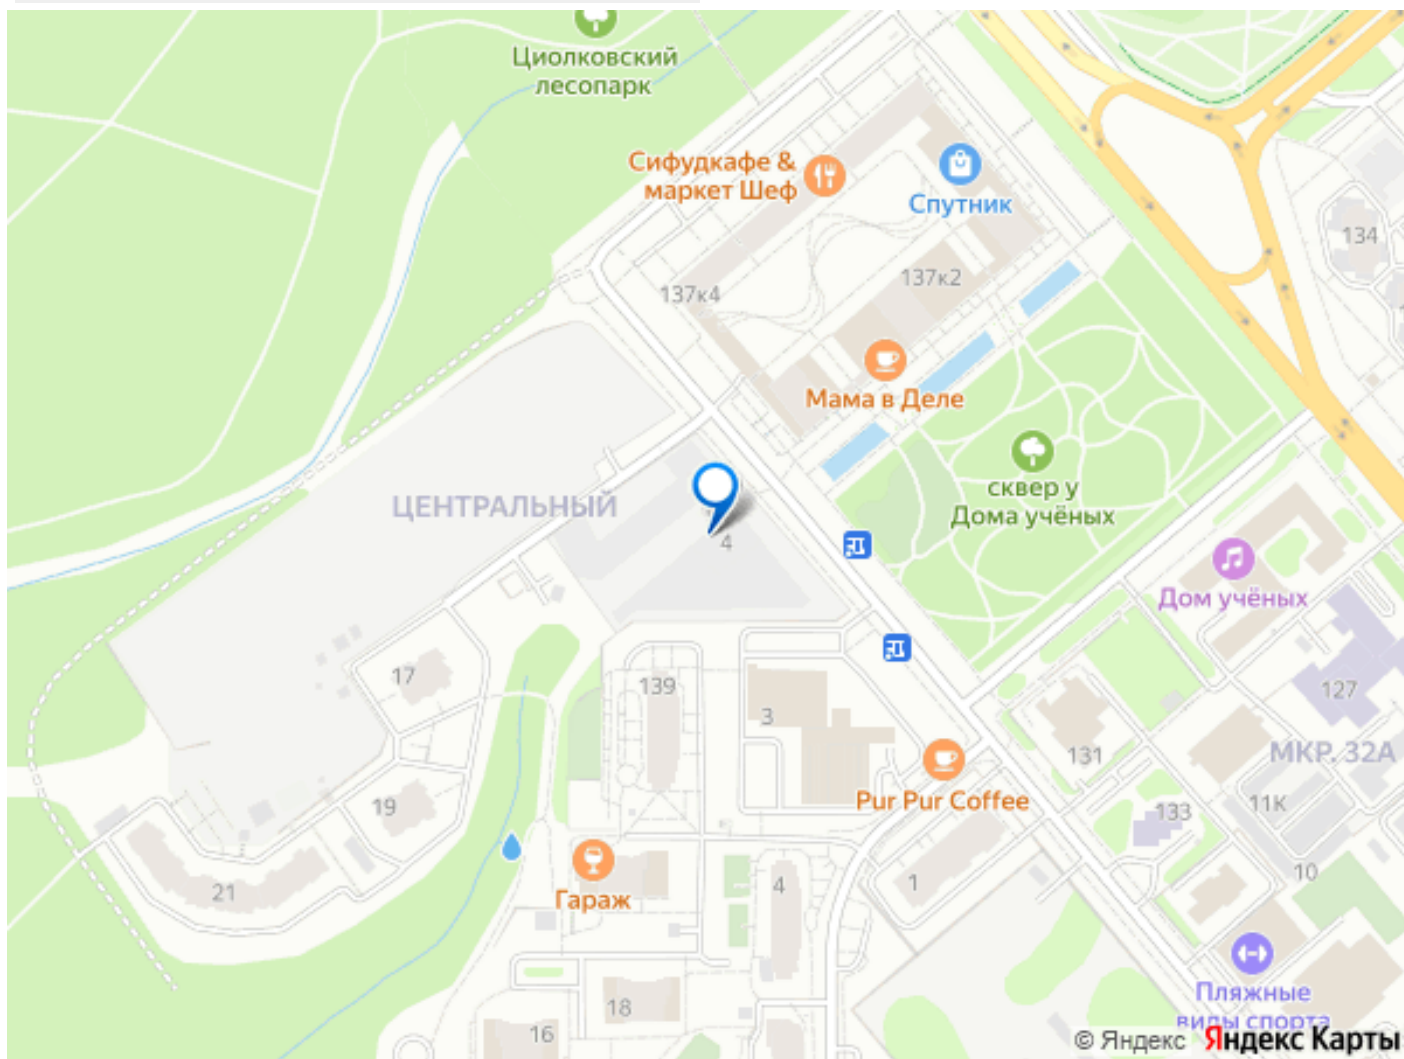 Циолковский
лесопарк
Сифудкафе &
маркет Шеф
Спутник
134
137к2
137к4
Мама в Деле
сквер у
Дома учёных
ЦЕНТРАЛЬНЫЙ
4
Дом учёных
17
139
127
3
131
МКР. 32А
19
Pur Pur Coffee
133
11К
10
21
4
1
Гараж
18
16
Пляжные
виды спорта
© Яндекс Яндекс Карты